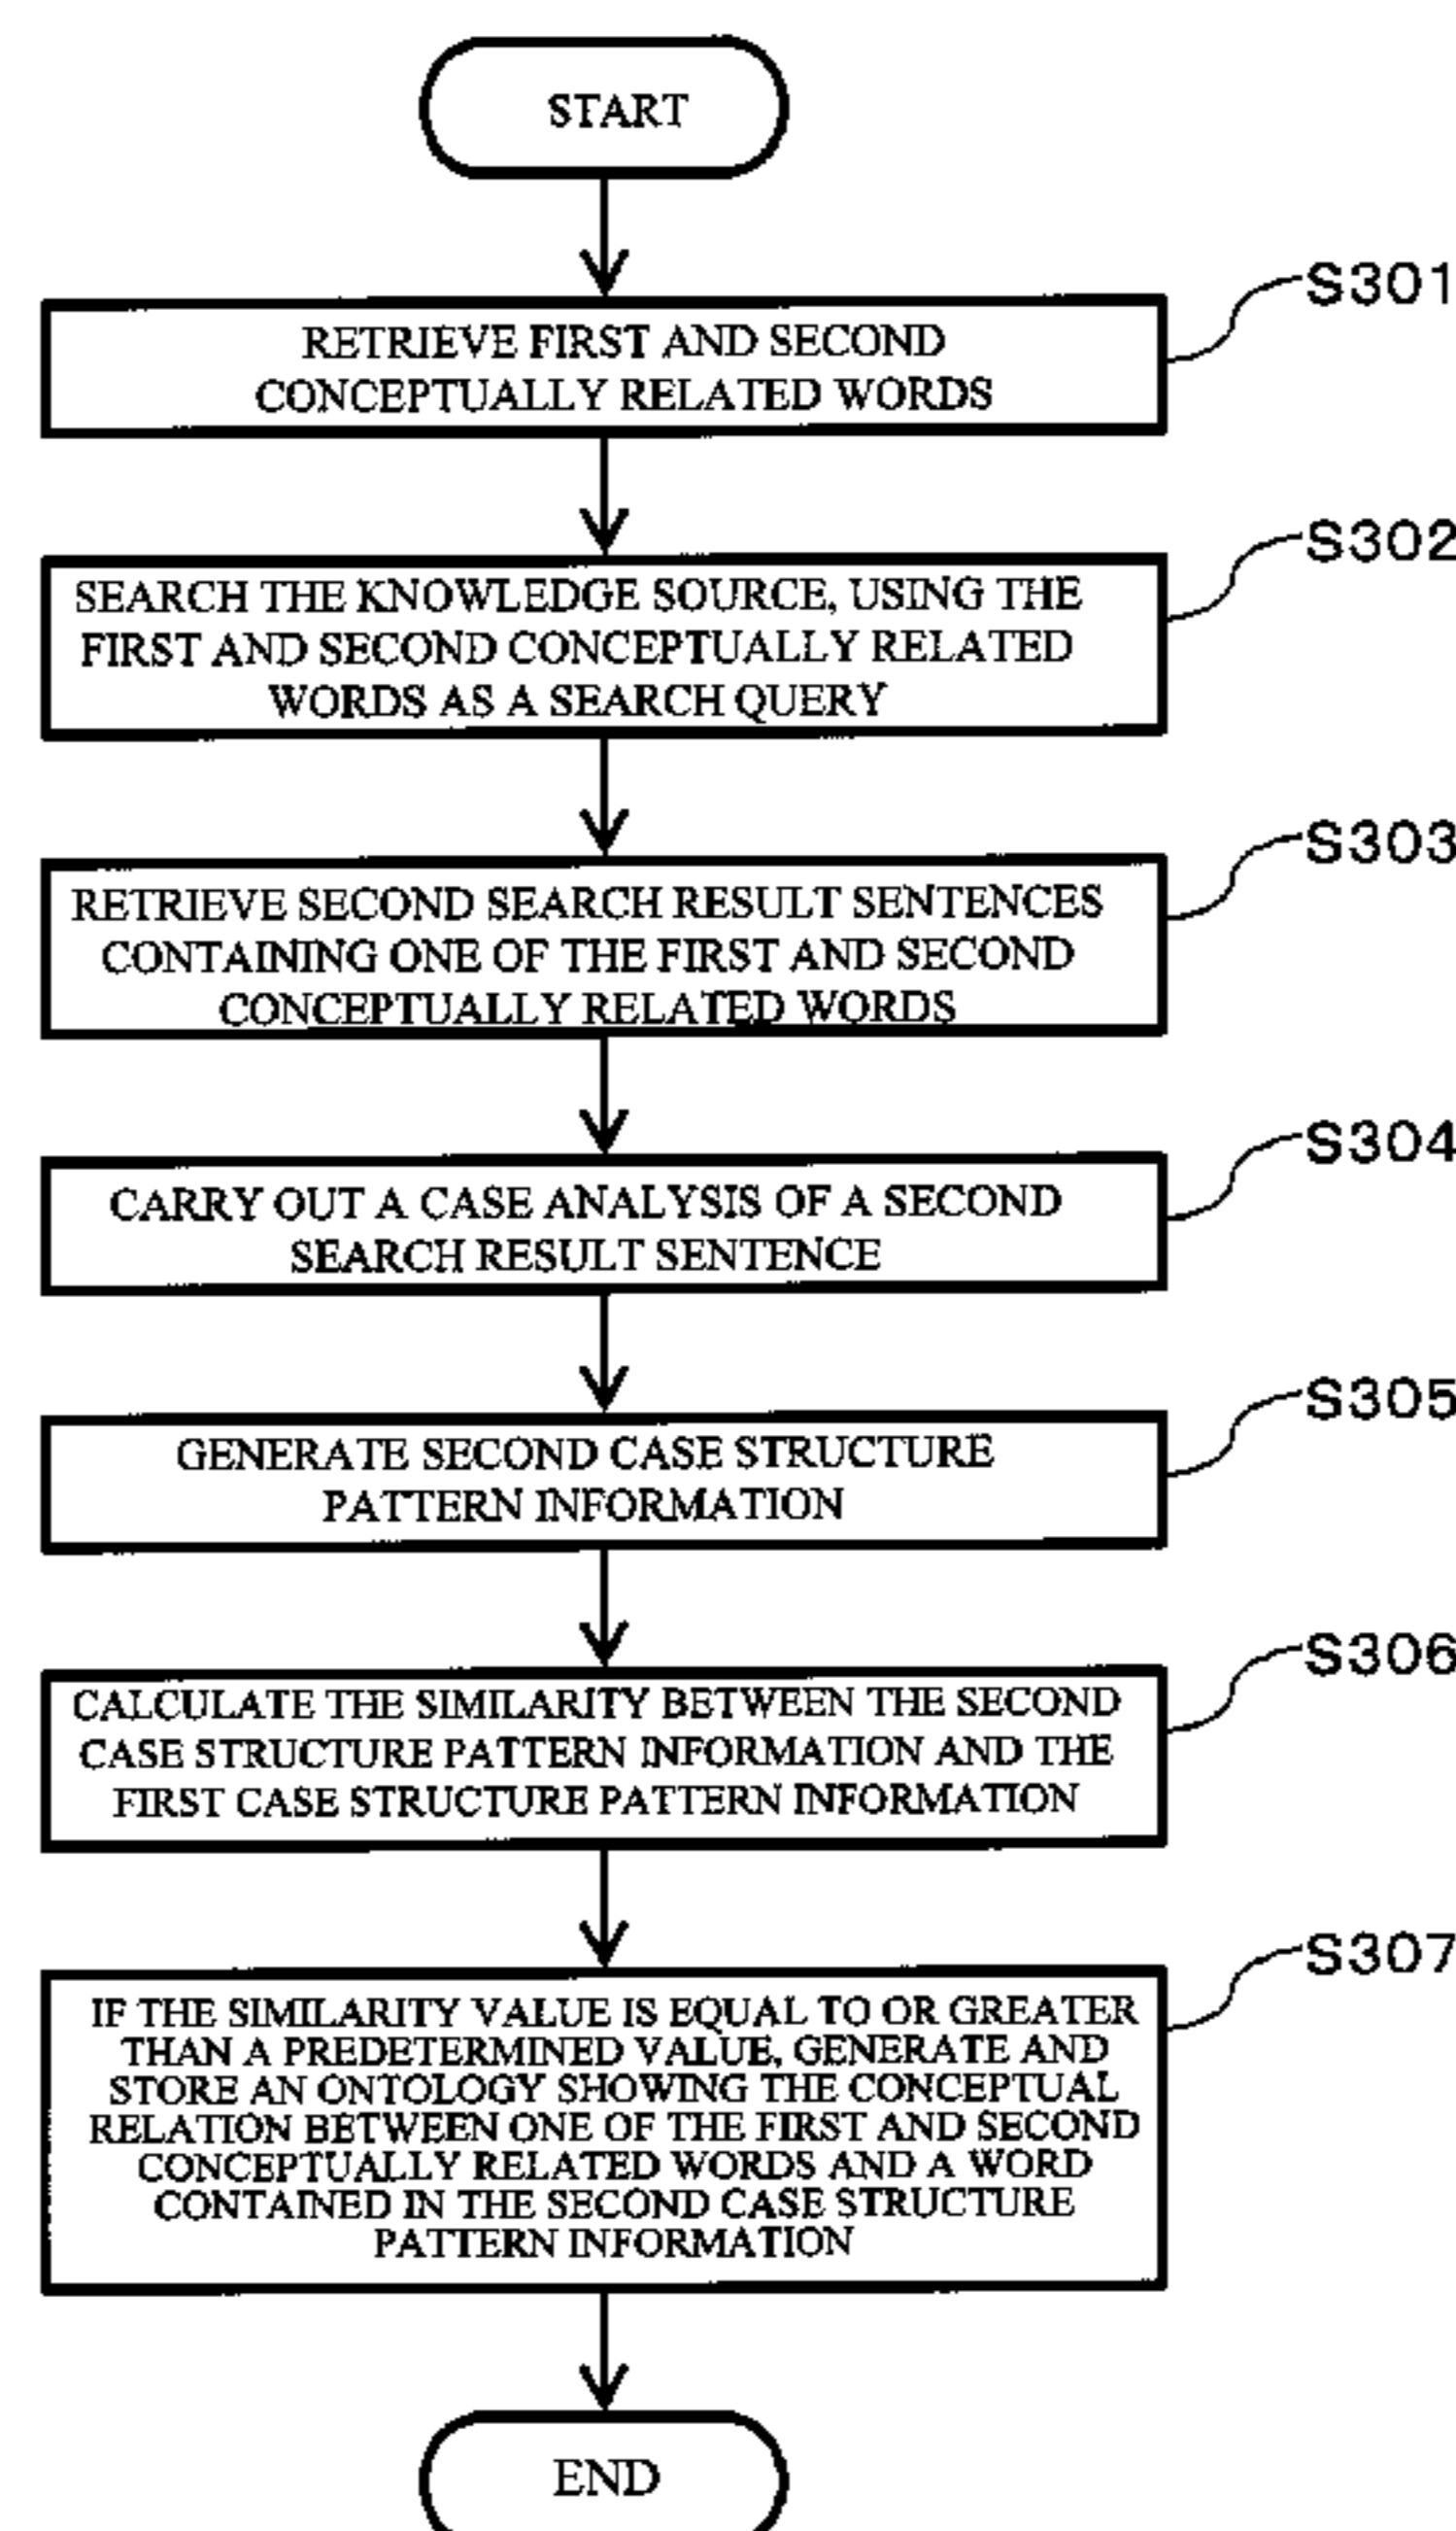 START
S301
RETRIEVE FIRST AND SECOND
CONCEPTUALLY RELATED WORDS
S302
SEARCH THE KNOWLEDGE SOURCE, USING THE
FIRST AND SECOND CONCEPTUALLY RELATED
WORDS AS A SEARCH QUERY
S303
RETRIEVE SECOND SEARCH RESULT SENTENCES
CONTAINING ONE OF THE FIRST AND SECOND
CONCEPTUALLY RELATED WORDS
S304
CARRY OUT A CASE ANALYSIS OF A SECOND
SEARCH RESULT SENTENCE
S305
GENERATE SECOND CASE STRUCTURE
PATTERN INFORMATION
S306
CALCULATE THE SIMILARITY BETWEEN THE SECOND
CASE STRUCTURE PATTERN INFORMATION AND THE
FIRST CASE STRUCTURE PATTERN INFORMATION
S307
IF THE SIMILARITY VALUE IS EQUAL TO OR GREATER
THAN A PREDETERMINED VALUE, GENERATE AND
STORE AN ONTOLOGY SHOWING THE CONCEPTUAL
RELATION BETWEEN ONE OF THE FIRST AND SECOND
CONCEPTUALLY RELATED WORDS AND A WORD
CONTAINED IN THE SECOND CASE STRUCTURE
PATTERN INFORMATION
END